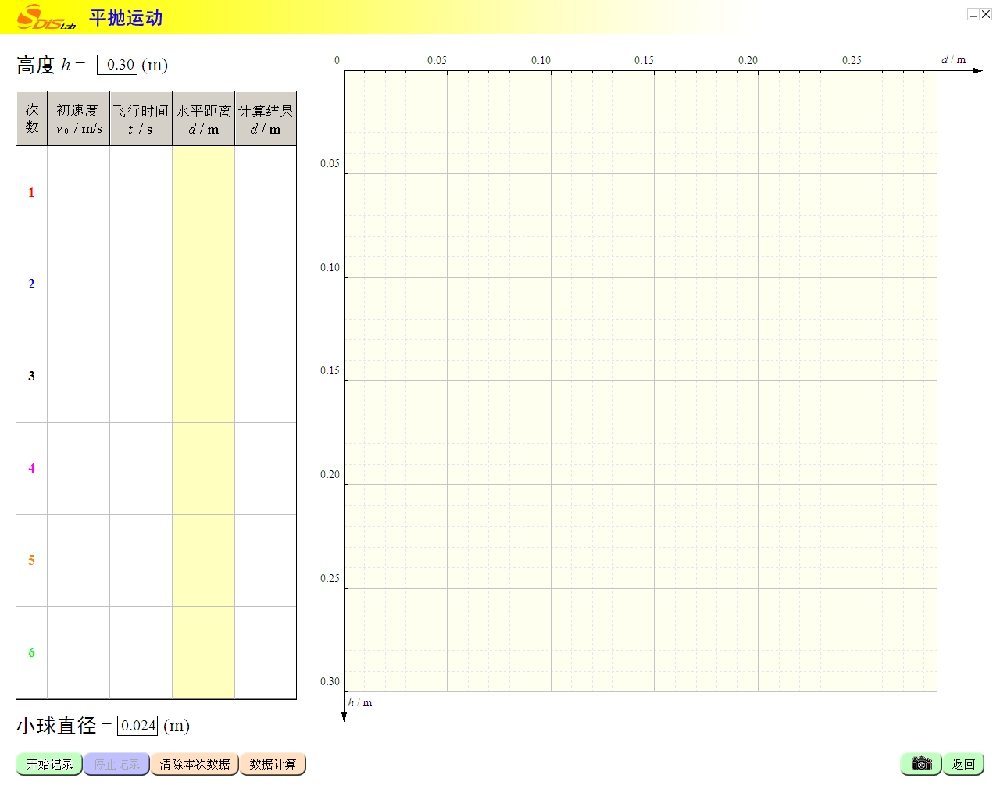 SDISLab 平抛运动
高度 h = 0.30 (m)
次数
初速度 v₀ / m/s
飞行时间 t / s
水平距离 d / m
计算结果 d / m
1
2
3
4
5
6
小球直径 = 0.024 (m)
开始记录 停止记录 清除本次数据 数据计算
0 0.05 0.10 0.15 0.20 0.25 d / m
0.05
0.10
0.15
0.20
0.25
0.30
h / m
返回